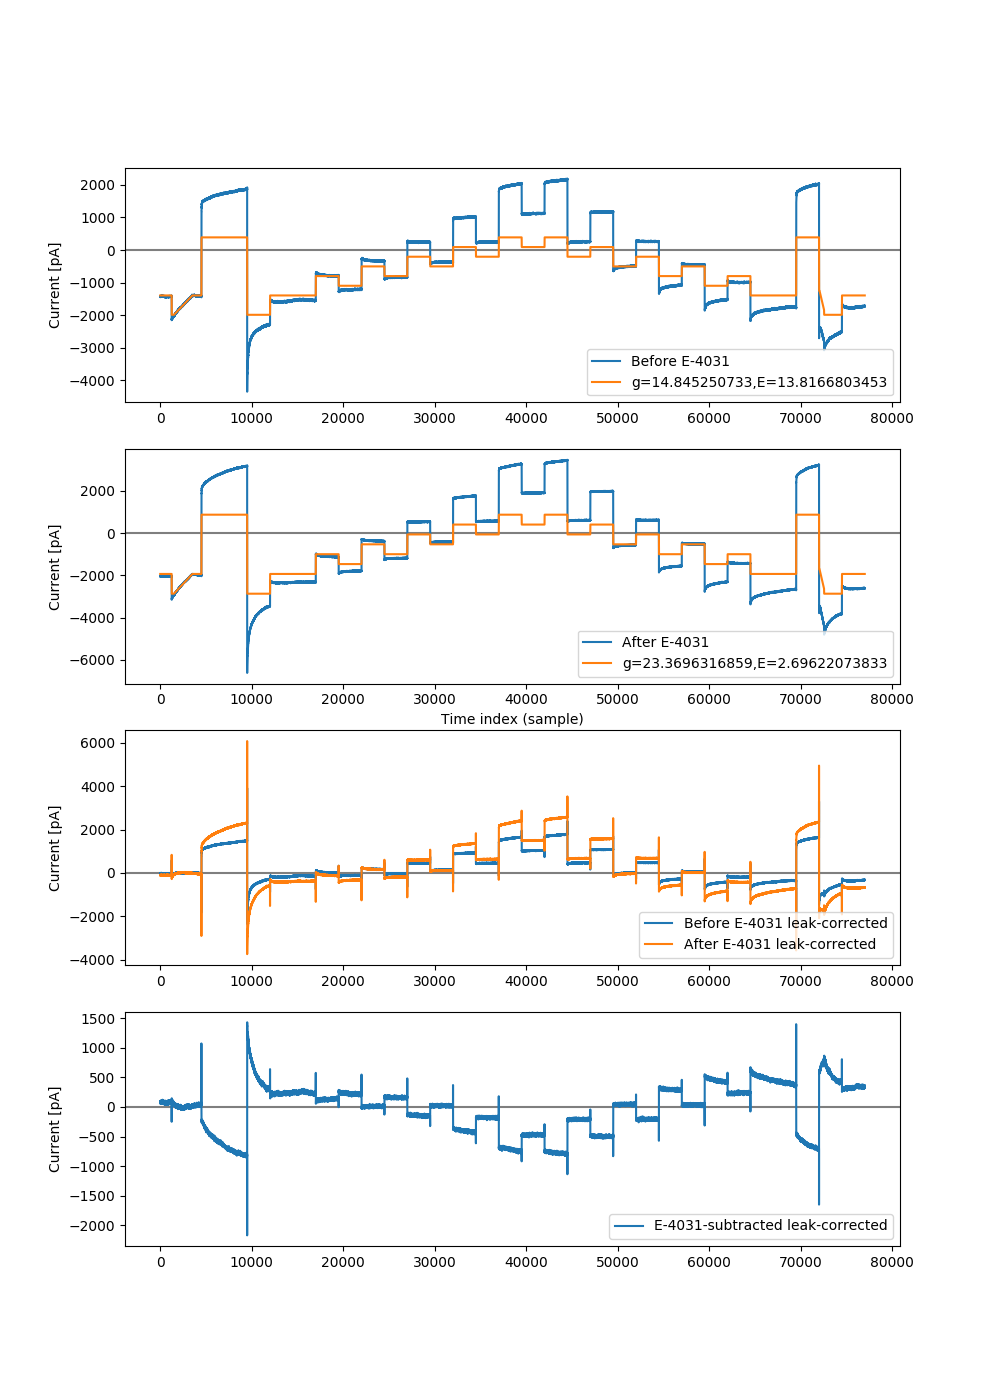 2000
1000
0
−1000
−2000
−3000
−4000
Current [pA]
Before E-4031
g=14.845250733,E=13.8166803453
0 10000 20000 30000 40000 50000 60000 70000 80000
2000
0
−2000
−4000
−6000
Current [pA]
After E-4031
g=23.3696316859,E=2.69622073833
0 10000 20000 30000 40000 50000 60000 70000 80000
Time index (sample)
6000
4000
2000
0
−2000
−4000
Current [pA]
Before E-4031 leak-corrected
After E-4031 leak-corrected
0 10000 20000 30000 40000 50000 60000 70000 80000
1500
1000
500
0
−500
−1000
−1500
−2000
Current [pA]
E-4031-subtracted leak-corrected
0 10000 20000 30000 40000 50000 60000 70000 80000